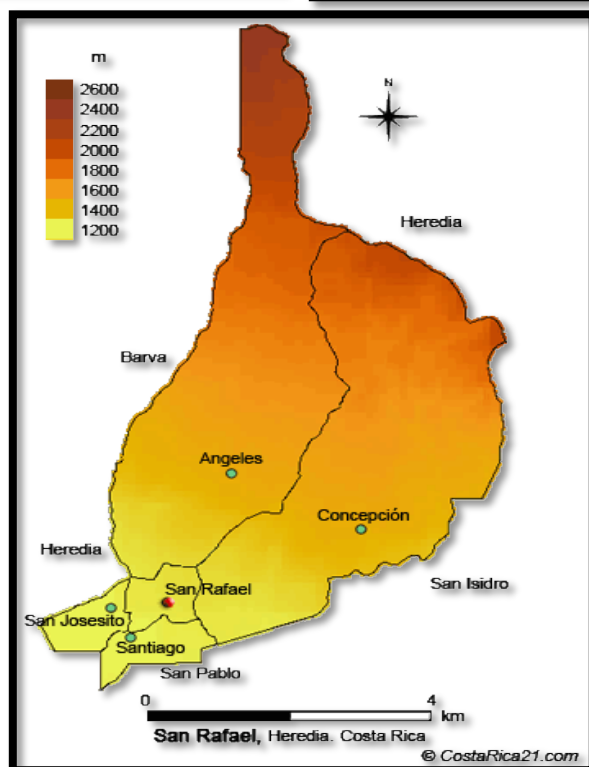 m
2600
2400
2200
2000
1800
1600
1400
1200
N
Heredia
Barva
Angeles
Concepción
Heredia
San Isidro
San Rafael
San Josesito
Santiago
San Pablo
0 4
km
San Rafael, Heredia. Costa Rica
© CostaRica21.com